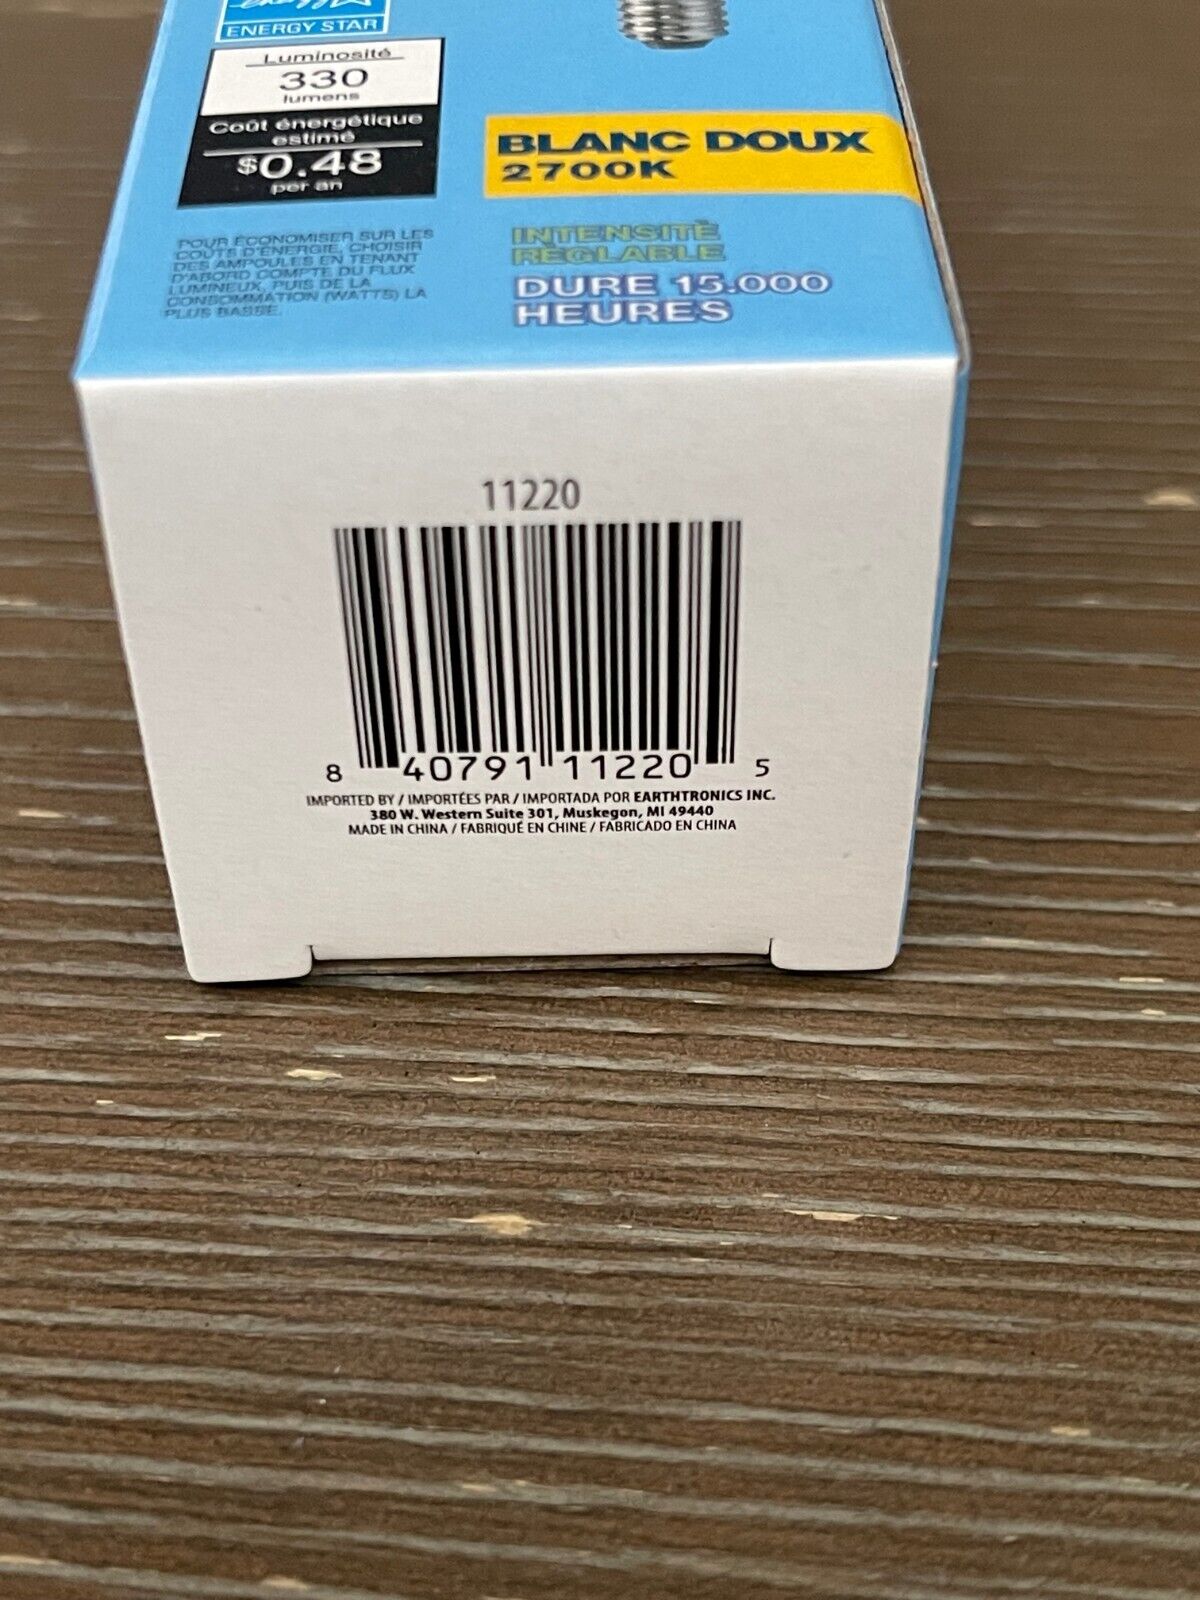 energy
ENERGY STAR
Luminosité
330
lumens
Coût énergétique
estimé
$0.48
per an
BLANC DOUX
2700K
POUR ÉCONOMISER SUR LES
COÛTS D'ÉNERGIE, CHOISIR
DES AMPOULES EN TENANT
D'ABORD COMPTE DU FLUX
LUMINEUX, PUIS DE LA
CONSOMMATION (WATTS) LA
PLUS BASSE.
INTENSITÈ
REGLABLE
DURE 15.000
HEURES
11220
8 40791 11220 5
IMPORTED BY / IMPORTÉES PAR / IMPORTADA POR EARTHTRONICS INC.
380 W. Western Suite 301, Muskegon, MI 49440
MADE IN CHINA / FABRIQUÉ EN CHINE / FABRICADO EN CHINA